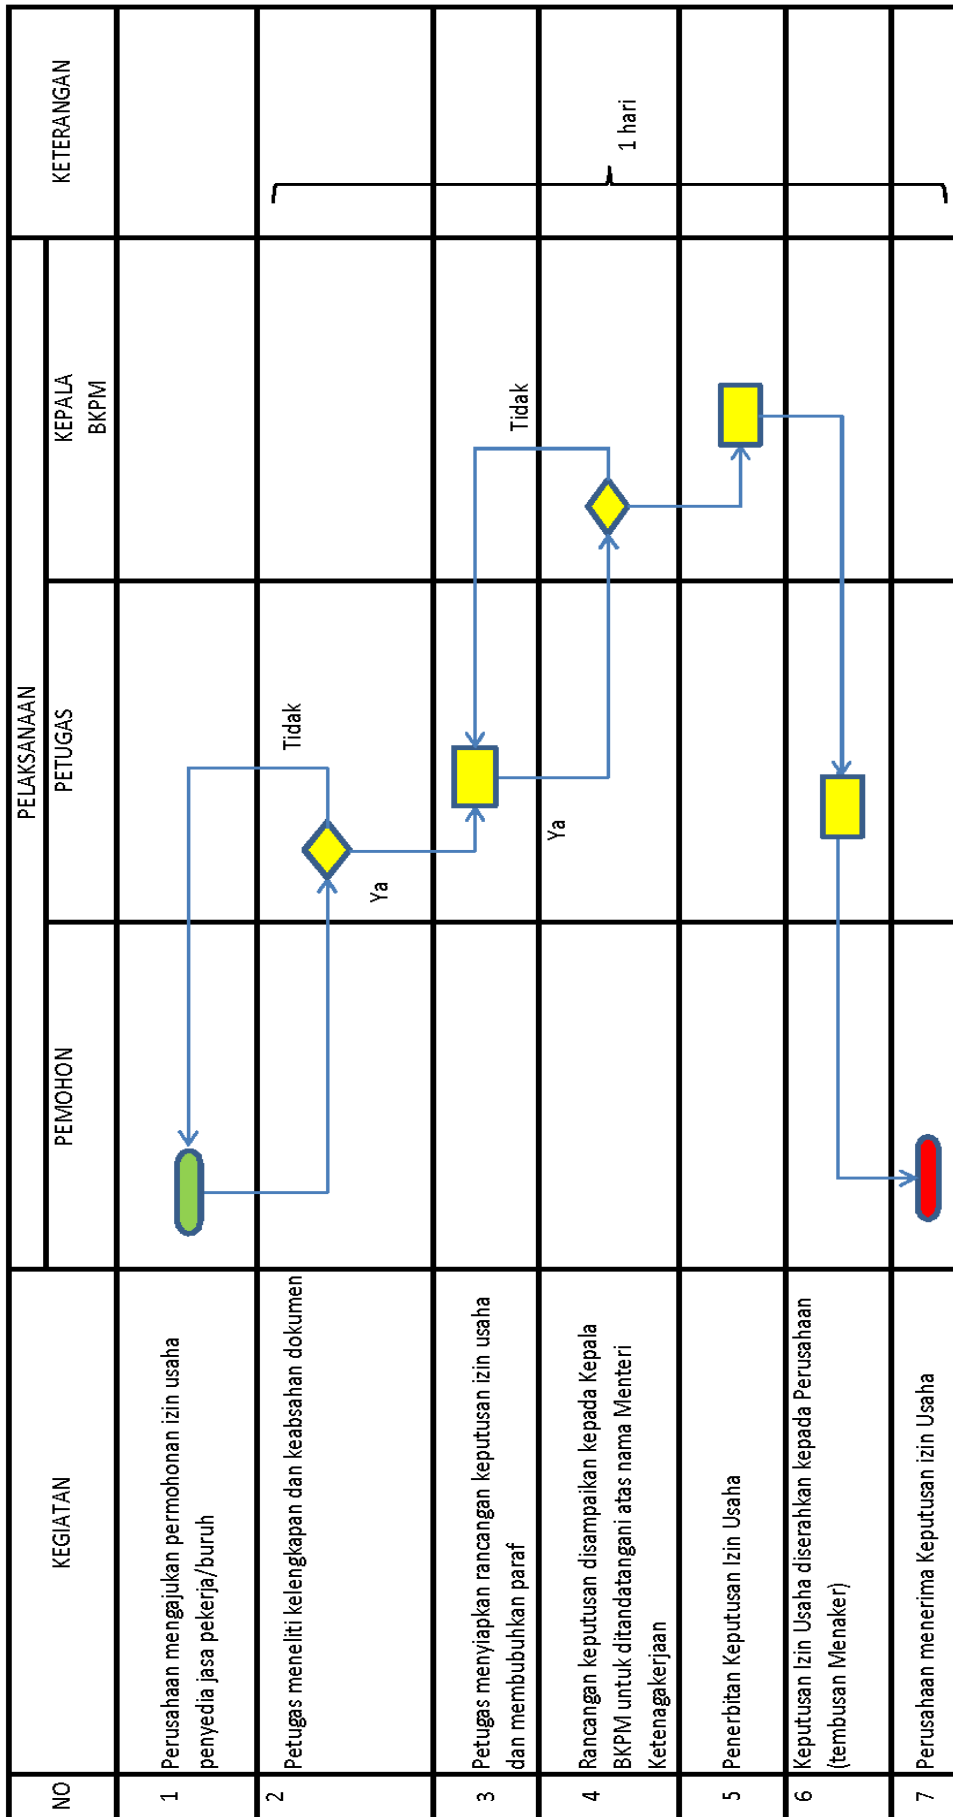 NO
KEGIATAN
PELAKSANAAN
KETERANGAN
PEMOHON
PETUGAS
KEPALA
BKPM
1
Perusahaan mengajukan permohonan izin usaha
penyedia jasa pekerja/buruh
2
Petugas meneliti kelengkapan dan keabsahan dokumen
Ya
Tidak
3
Petugas menyiapkan rancangan keputusan izin usaha
dan membubuhkan paraf
Ya
Tidak
4
Rancangan keputusan disampaikan kepada Kepala
BKPM untuk ditandatangani atas nama Menteri
Ketenagakerjaan
1 hari
5
Penerbitan Keputusan Izin Usaha
6
Keputusan Izin Usaha diserahkan kepada Perusahaan
(tembusan Menaker)
7
Perusahaan menerima Keputusan izin Usaha